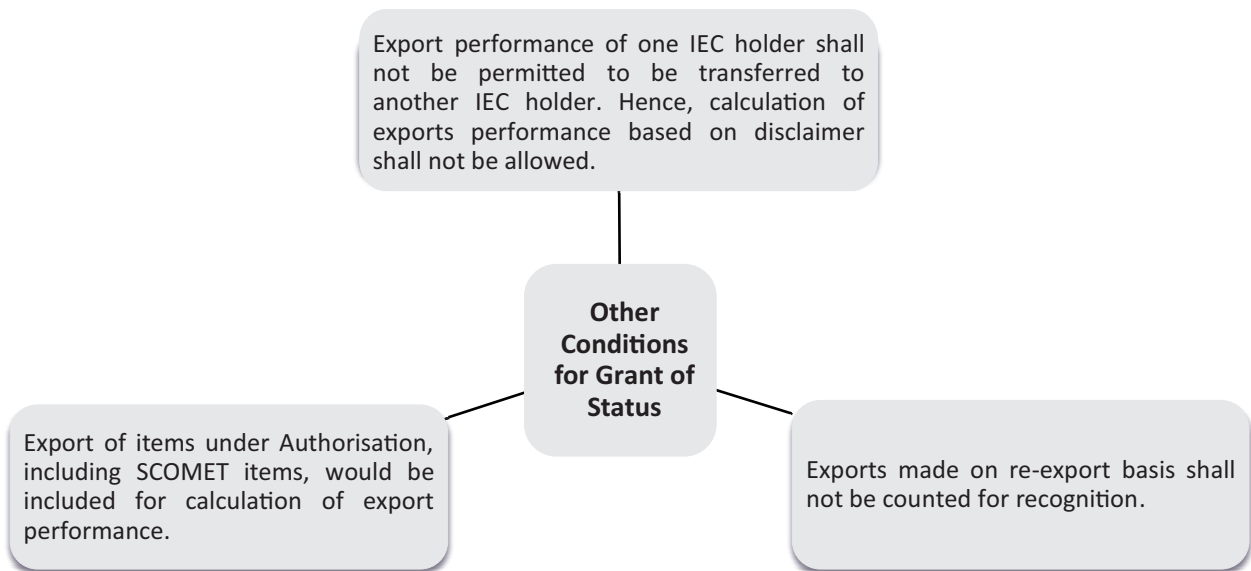 Export performance of one IEC holder shall
not be permitted to be transferred to
another IEC holder. Hence, calculation of
exports performance based on disclaimer
shall not be allowed.
Other
Conditions
for Grant of
Status
Export of items under Authorisation,
including SCOMET items, would be
included for calculation of export
performance.
Exports made on re-export basis shall
not be counted for recognition.